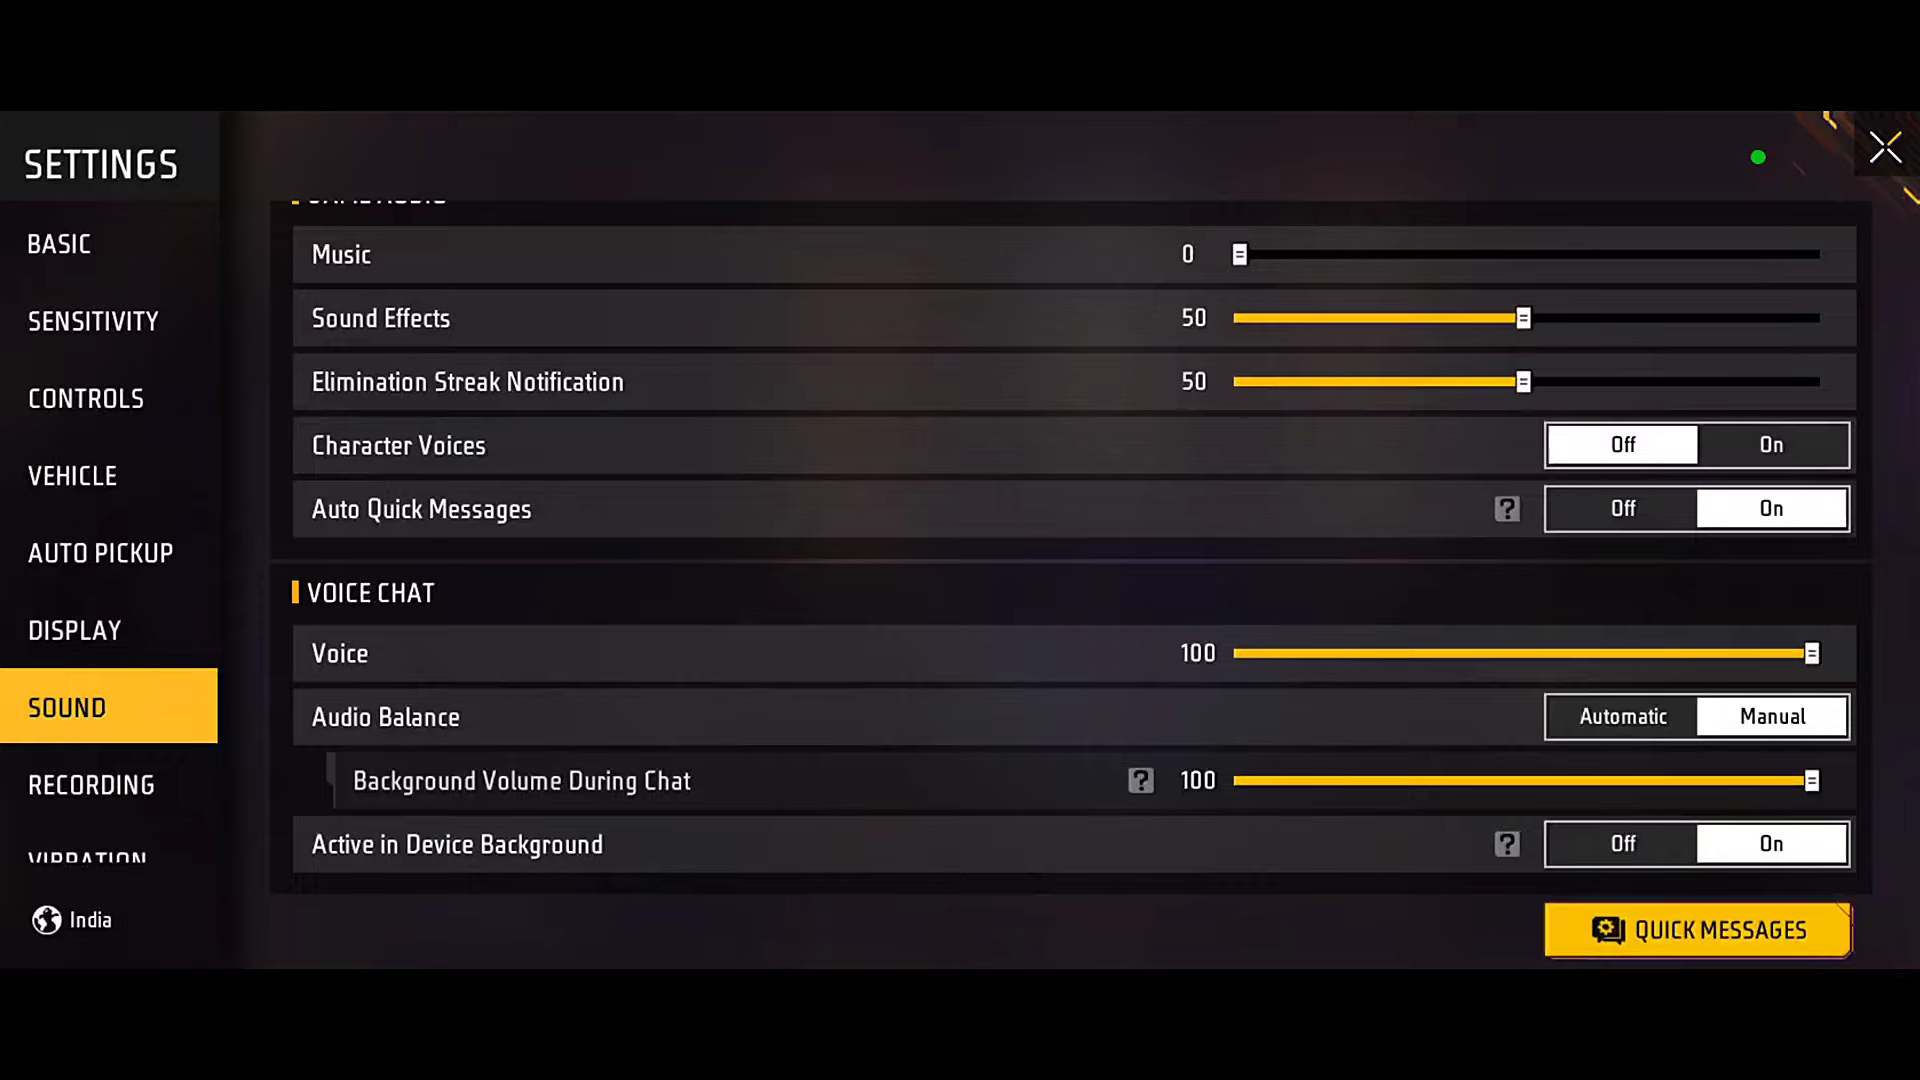 SETTINGS
BASIC
SENSITIVITY
CONTROLS
VEHICLE
AUTO PICKUP
DISPLAY
SOUND
RECORDING
VIBRATION
India
Music 0
Sound Effects 50
Elimination Streak Notification 50
Character Voices Off On
Auto Quick Messages ? Off On
VOICE CHAT
Voice 100
Audio Balance Automatic Manual
Background Volume During Chat ? 100
Active in Device Background ? Off On
QUICK MESSAGES